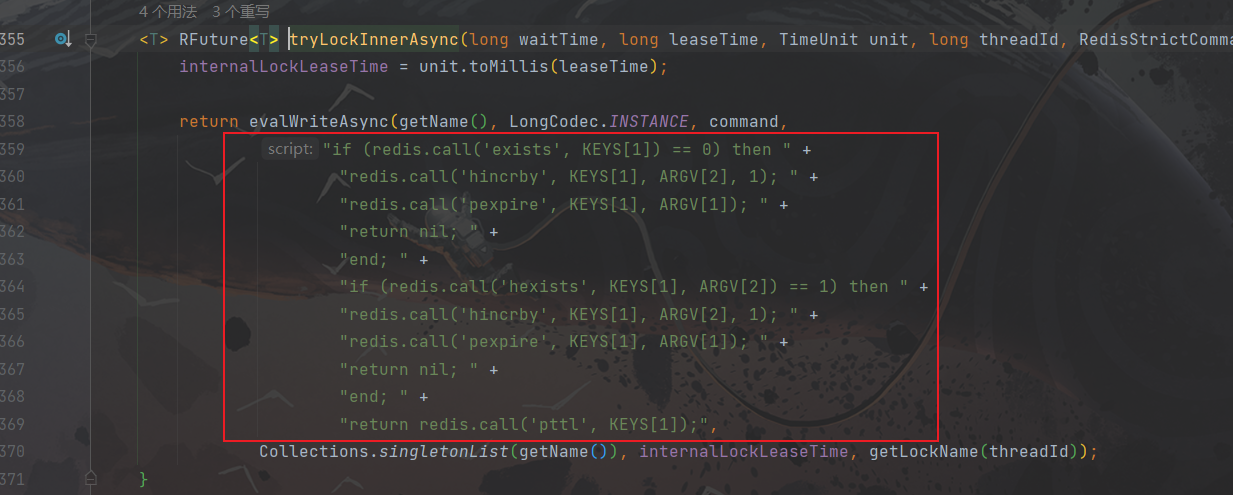 4 个用法 3 个重写
355 <T> RFuture<T> tryLockInnerAsync(long waitTime, long leaseTime, TimeUnit unit, long threadId, RedisStrictComma
356 internalLockLeaseTime = unit.toMillis(leaseTime);
357
358 return evalWriteAsync(getName(), LongCodec.INSTANCE, command,
359 script: "if (redis.call('exists', KEYS[1]) == 0) then " +
360 "redis.call('hincrby', KEYS[1], ARGV[2], 1); " +
361 "redis.call('pexpire', KEYS[1], ARGV[1]); " +
362 "return nil; " +
363 "end; " +
364 "if (redis.call('hexists', KEYS[1], ARGV[2]) == 1) then " +
365 "redis.call('hincrby', KEYS[1], ARGV[2], 1); " +
366 "redis.call('pexpire', KEYS[1], ARGV[1]); " +
367 "return nil; " +
368 "end; " +
369 "return redis.call('pttl', KEYS[1]);",
370 Collections.singletonList(getName()), internalLockLeaseTime, getLockName(threadId));
371 }